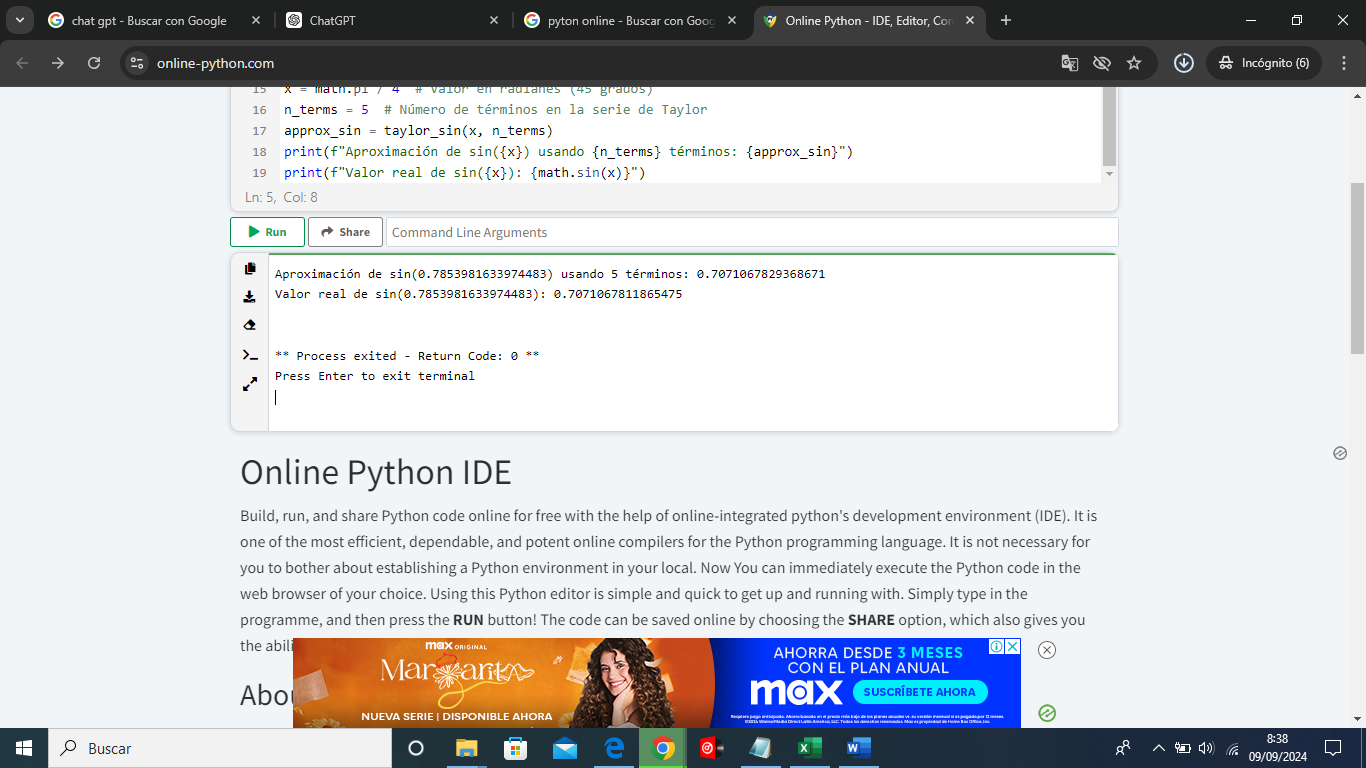 chat gpt - Buscar con Google
ChatGPT
pyton online - Buscar con Goog
Online Python - IDE, Editor, Con
online-python.com
Incógnito (6)
15 x = math.pi / 4  # Valor en radianes (45 grados)
16 n_terms = 5  # Número de términos en la serie de Taylor
17 approx_sin = taylor_sin(x, n_terms)
18 print(f"Aproximación de sin({x}) usando {n_terms} términos: {approx_sin}")
19 print(f"Valor real de sin({x}): {math.sin(x)}")
Ln: 5, Col: 8
Run
Share
Command Line Arguments
Aproximación de sin(0.7853981633974483) usando 5 términos: 0.7071067829368671
Valor real de sin(0.7853981633974483): 0.7071067811865475
** Process exited - Return Code: 0 **
Press Enter to exit terminal
Online Python IDE
Build, run, and share Python code online for free with the help of online-integrated python's development environment (IDE). It is
one of the most efficient, dependable, and potent online compilers for the Python programming language. It is not necessary for
you to bother about establishing a Python environment in your local. Now You can immediately execute the Python code in the
web browser of your choice. Using this Python editor is simple and quick to get up and running with. Simply type in the
programme, and then press the RUN button! The code can be saved online by choosing the SHARE option, which also gives you
the abili
max ORIGINAL
Margarita
NUEVA SERIE | DISPONIBLE AHORA
AHORRA DESDE 3 MESES
CON EL PLAN ANUAL
max
SUSCRÍBETE AHORA
Abou
Buscar
8:38
09/09/2024